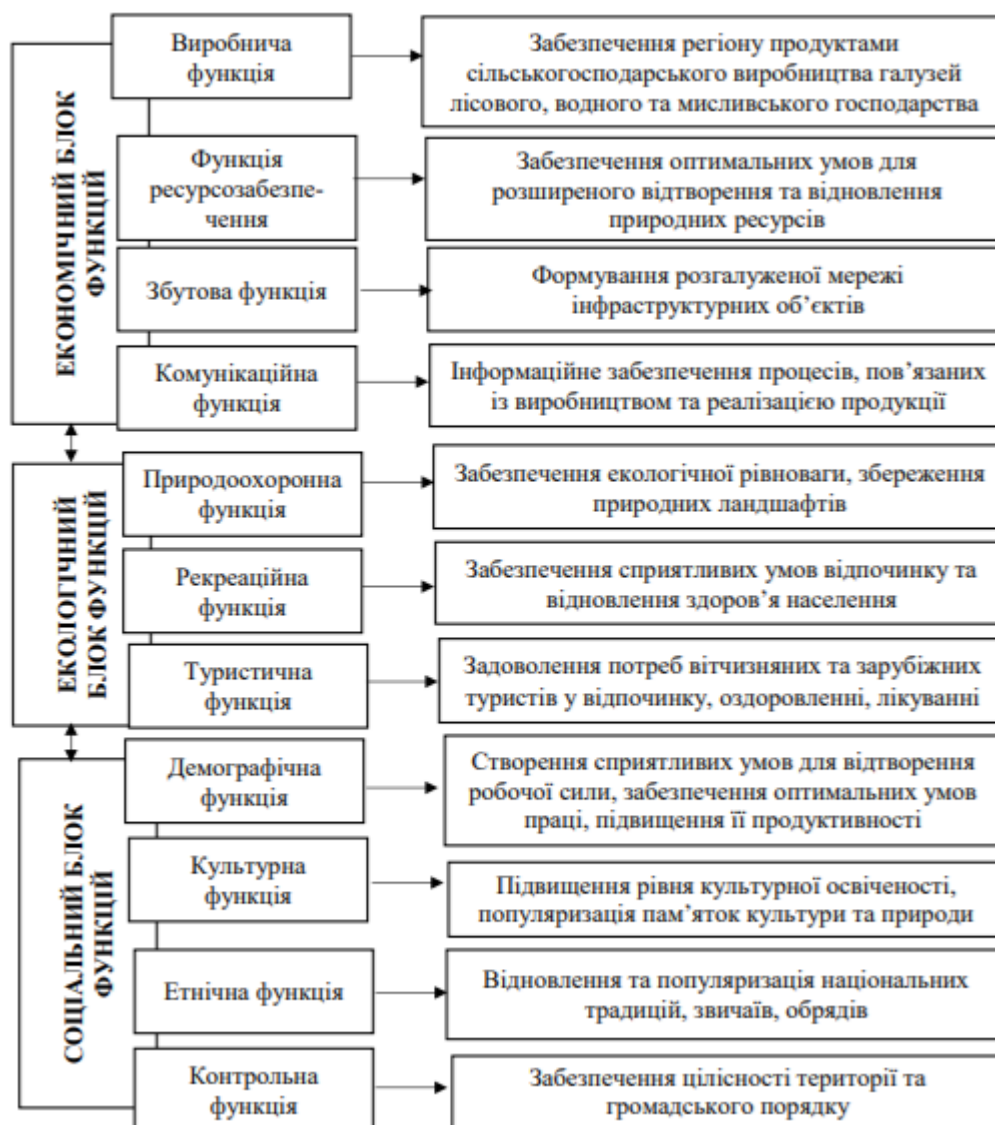 ЕКОНОМІЧНИЙ БЛОК
ФУНКЦІЙ
Виробнича
функція
Забезпечення регіону продуктами
сільськогосподарського виробництва галузей
лісового, водного та мисливського господарства
Функція
ресурсозабезпе-
чення
Забезпечення оптимальних умов для
розширеного відтворення та відновлення
природних ресурсів
Збутова функція
Формування розгалуженої мережі
інфраструктурних об’єктів
Комунікаційна
функція
Інформаційне забезпечення процесів, пов’язаних
із виробництвом та реалізацією продукції
ЕКОЛОГІЧНИЙ
БЛОК ФУНКЦІЙ
Природоохоронна
функція
Забезпечення екологічної рівноваги, збереження
природних ландшафтів
Рекреаційна
функція
Забезпечення сприятливих умов відпочинку та
відновлення здоров’я населення
Туристична
функція
Задоволення потреб вітчизняних та зарубіжних
туристів у відпочинку, оздоровленні, лікуванні
СОЦІАЛЬНИЙ БЛОК
ФУНКЦІЙ
Демографічна
функція
Створення сприятливих умов для відтворення
робочої сили, забезпечення оптимальних умов
праці, підвищення її продуктивності
Культурна
функція
Підвищення рівня культурної освіченості,
популяризація пам’яток культури та природи
Етнічна функція
Відновлення та популяризація національних
традицій, звичаїв, обрядів
Контрольна
функція
Забезпечення цілісності території та
громадського порядку